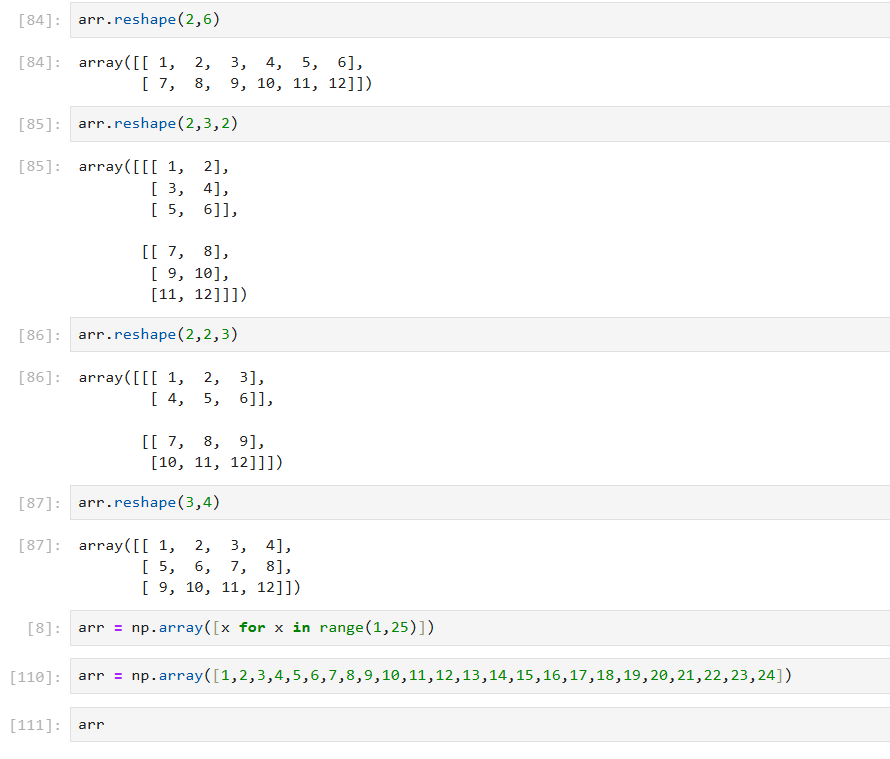 [84]: arr.reshape(2,6)
[84]: array([[ 1,  2,  3,  4,  5,  6],
       [ 7,  8,  9, 10, 11, 12]])
[85]: arr.reshape(2,3,2)
[85]: array([[[ 1,  2],
        [ 3,  4],
        [ 5,  6]],
       [[ 7,  8],
        [ 9, 10],
        [11, 12]]])
[86]: arr.reshape(2,2,3)
[86]: array([[[ 1,  2,  3],
        [ 4,  5,  6]],
       [[ 7,  8,  9],
        [10, 11, 12]]])
[87]: arr.reshape(3,4)
[87]: array([[ 1,  2,  3,  4],
       [ 5,  6,  7,  8],
       [ 9, 10, 11, 12]])
[8]: arr = np.array([x for x in range(1,25)])
[110]: arr = np.array([1,2,3,4,5,6,7,8,9,10,11,12,13,14,15,16,17,18,19,20,21,22,23,24])
[111]: arr